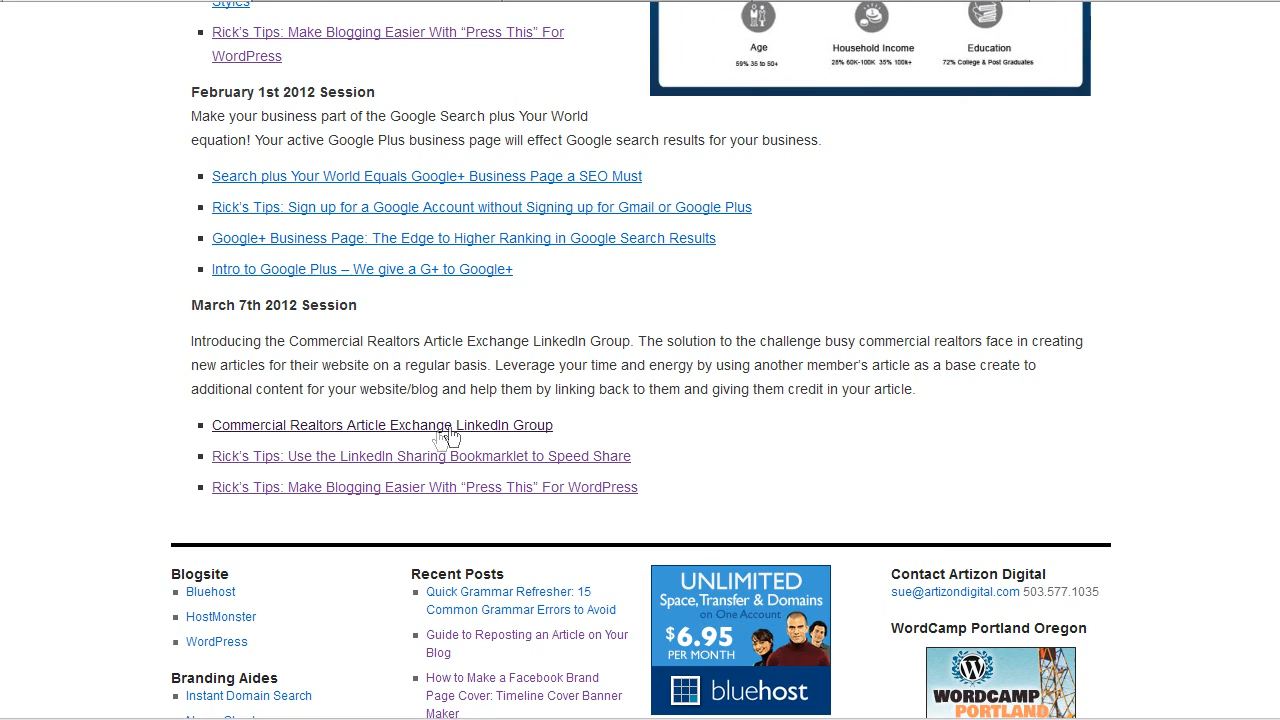 Styles
Rick's Tips: Make Blogging Easier With “Press This” For
WordPress
Age
59% 35 to 50+
Household Income
28% 60K-100K 35% 100k+
Education
72% College & Post Graduates
February 1st 2012 Session
Make your business part of the Google Search plus Your World
equation! Your active Google Plus business page will effect Google search results for your business.
Search plus Your World Equals Google+ Business Page a SEO Must
Rick's Tips: Sign up for a Google Account without Signing up for Gmail or Google Plus
Google+ Business Page: The Edge to Higher Ranking in Google Search Results
Intro to Google Plus – We give a G+ to Google+
March 7th 2012 Session
Introducing the Commercial Realtors Article Exchange LinkedIn Group. The solution to the challenge busy commercial realtors face in creating
new articles for their website on a regular basis. Leverage your time and energy by using another member's article as a base create to
additional content for your website/blog and help them by linking back to them and giving them credit in your article.
Commercial Realtors Article Exchange LinkedIn Group
Rick's Tips: Use the LinkedIn Sharing Bookmarklet to Speed Share
Rick's Tips: Make Blogging Easier With “Press This” For WordPress
Blogsite
Bluehost
HostMonster
WordPress
Branding Aides
Instant Domain Search
Recent Posts
Quick Grammar Refresher: 15
Common Grammar Errors to Avoid
Guide to Reposting an Article on Your
Blog
How to Make a Facebook Brand
Page Cover: Timeline Cover Banner
Maker
UNLIMITED
Space, Transfer & Domains
on One Account
$6.95
PER MONTH
bluehost
Contact Artizon Digital
sue@artizondigital.com 503.577.1035
WordCamp Portland Oregon
WORDCAMP
PORTLAND